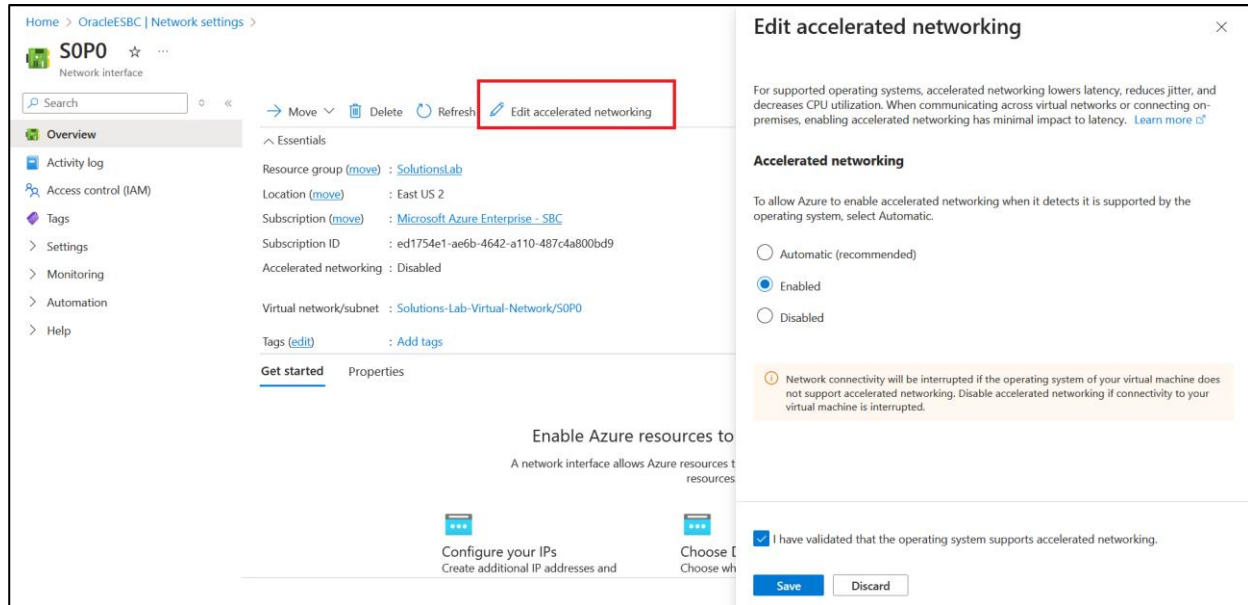 Home > OracleESBC | Network settings >
S0P0
Network interface
Search
Overview
Activity log
Access control (IAM)
Tags
Settings
Monitoring
Automation
Help
Move Delete Refresh Edit accelerated networking
Essentials
Resource group (move) : SolutionsLab
Location (move) : East US 2
Subscription (move) : Microsoft Azure Enterprise - SBC
Subscription ID : ed1754e1-ae6b-4642-a110-487c4a800bd9
Accelerated networking : Disabled
Virtual network/subnet : Solutions-Lab-Virtual-Network/S0P0
Tags (edit) : Add tags
Get started Properties
Enable Azure resources to
A network interface allows Azure resources t
resources
Configure your IPs
Create additional IP addresses and
Choose
Choose wh
Edit accelerated networking
For supported operating systems, accelerated networking lowers latency, reduces jitter, and
decreases CPU utilization. When communicating across virtual networks or connecting on-
premises, enabling accelerated networking has minimal impact to latency. Learn more
Accelerated networking
To allow Azure to enable accelerated networking when it detects it is supported by the
operating system, select Automatic.
Automatic (recommended)
Enabled
Disabled
Network connectivity will be interrupted if the operating system of your virtual machine does
not support accelerated networking. Disable accelerated networking if connectivity to your
virtual machine is interrupted.
I have validated that the operating system supports accelerated networking.
Save Discard